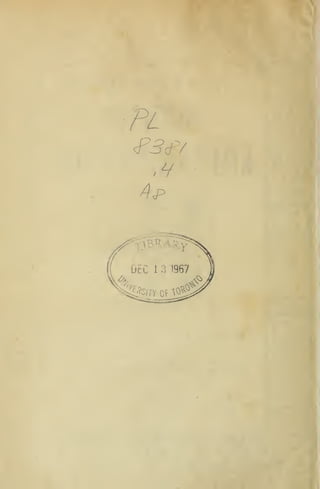 PL
8381
.4
A8
LIBRARY
DEC 13 1967
UNIVERSITY OF TORONTO